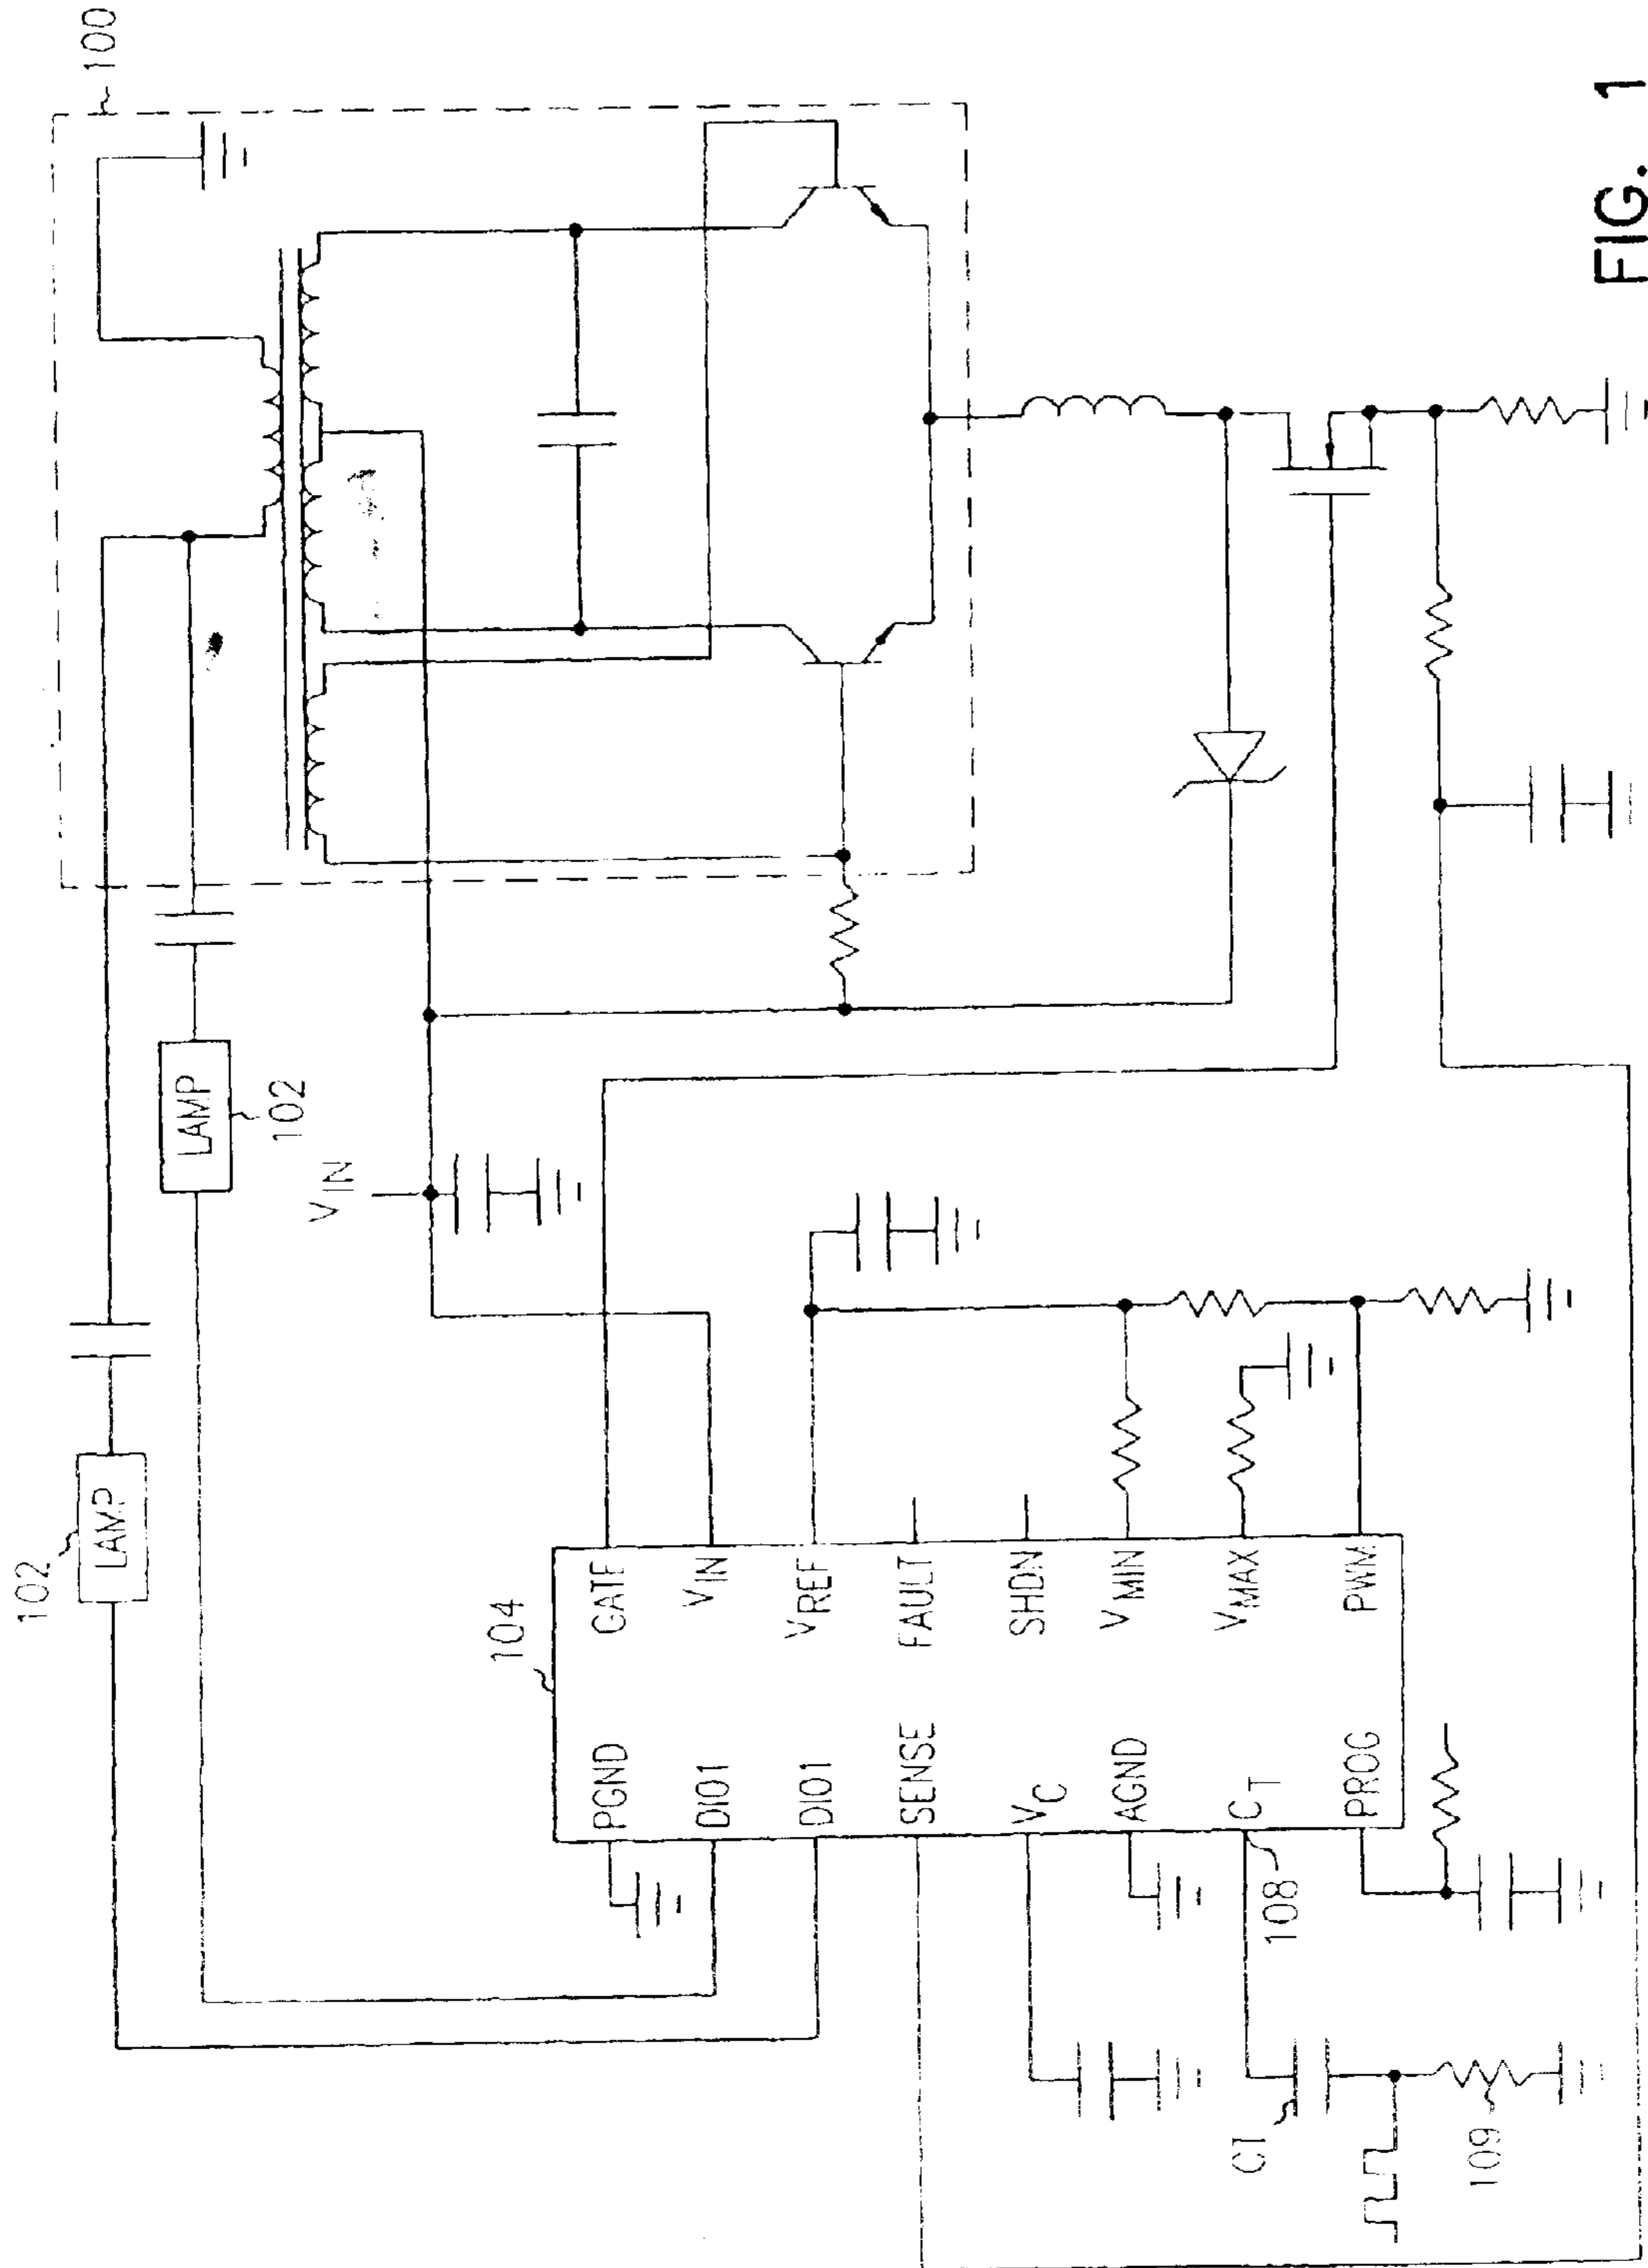 100
102
LAMP
LAMP
102
V_IN
104
PGND
GATE
DIO1
V_IN
DIO1
V_REF
SENSE
FAULT
V_C
SHDN
AGND
V_MIN
C_T
V_MAX
108
PROG
PWM
C1
109
FIG. 1